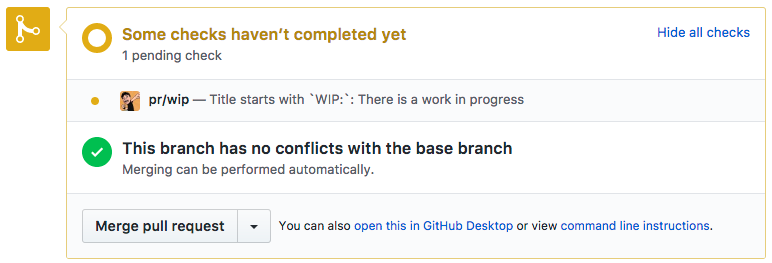 Some checks haven’t completed yet
Hide all checks
1 pending check
pr/wip — Title starts with `WIP:`: There is a work in progress
This branch has no conflicts with the base branch
Merging can be performed automatically.
Merge pull request
You can also open this in GitHub Desktop or view command line instructions.